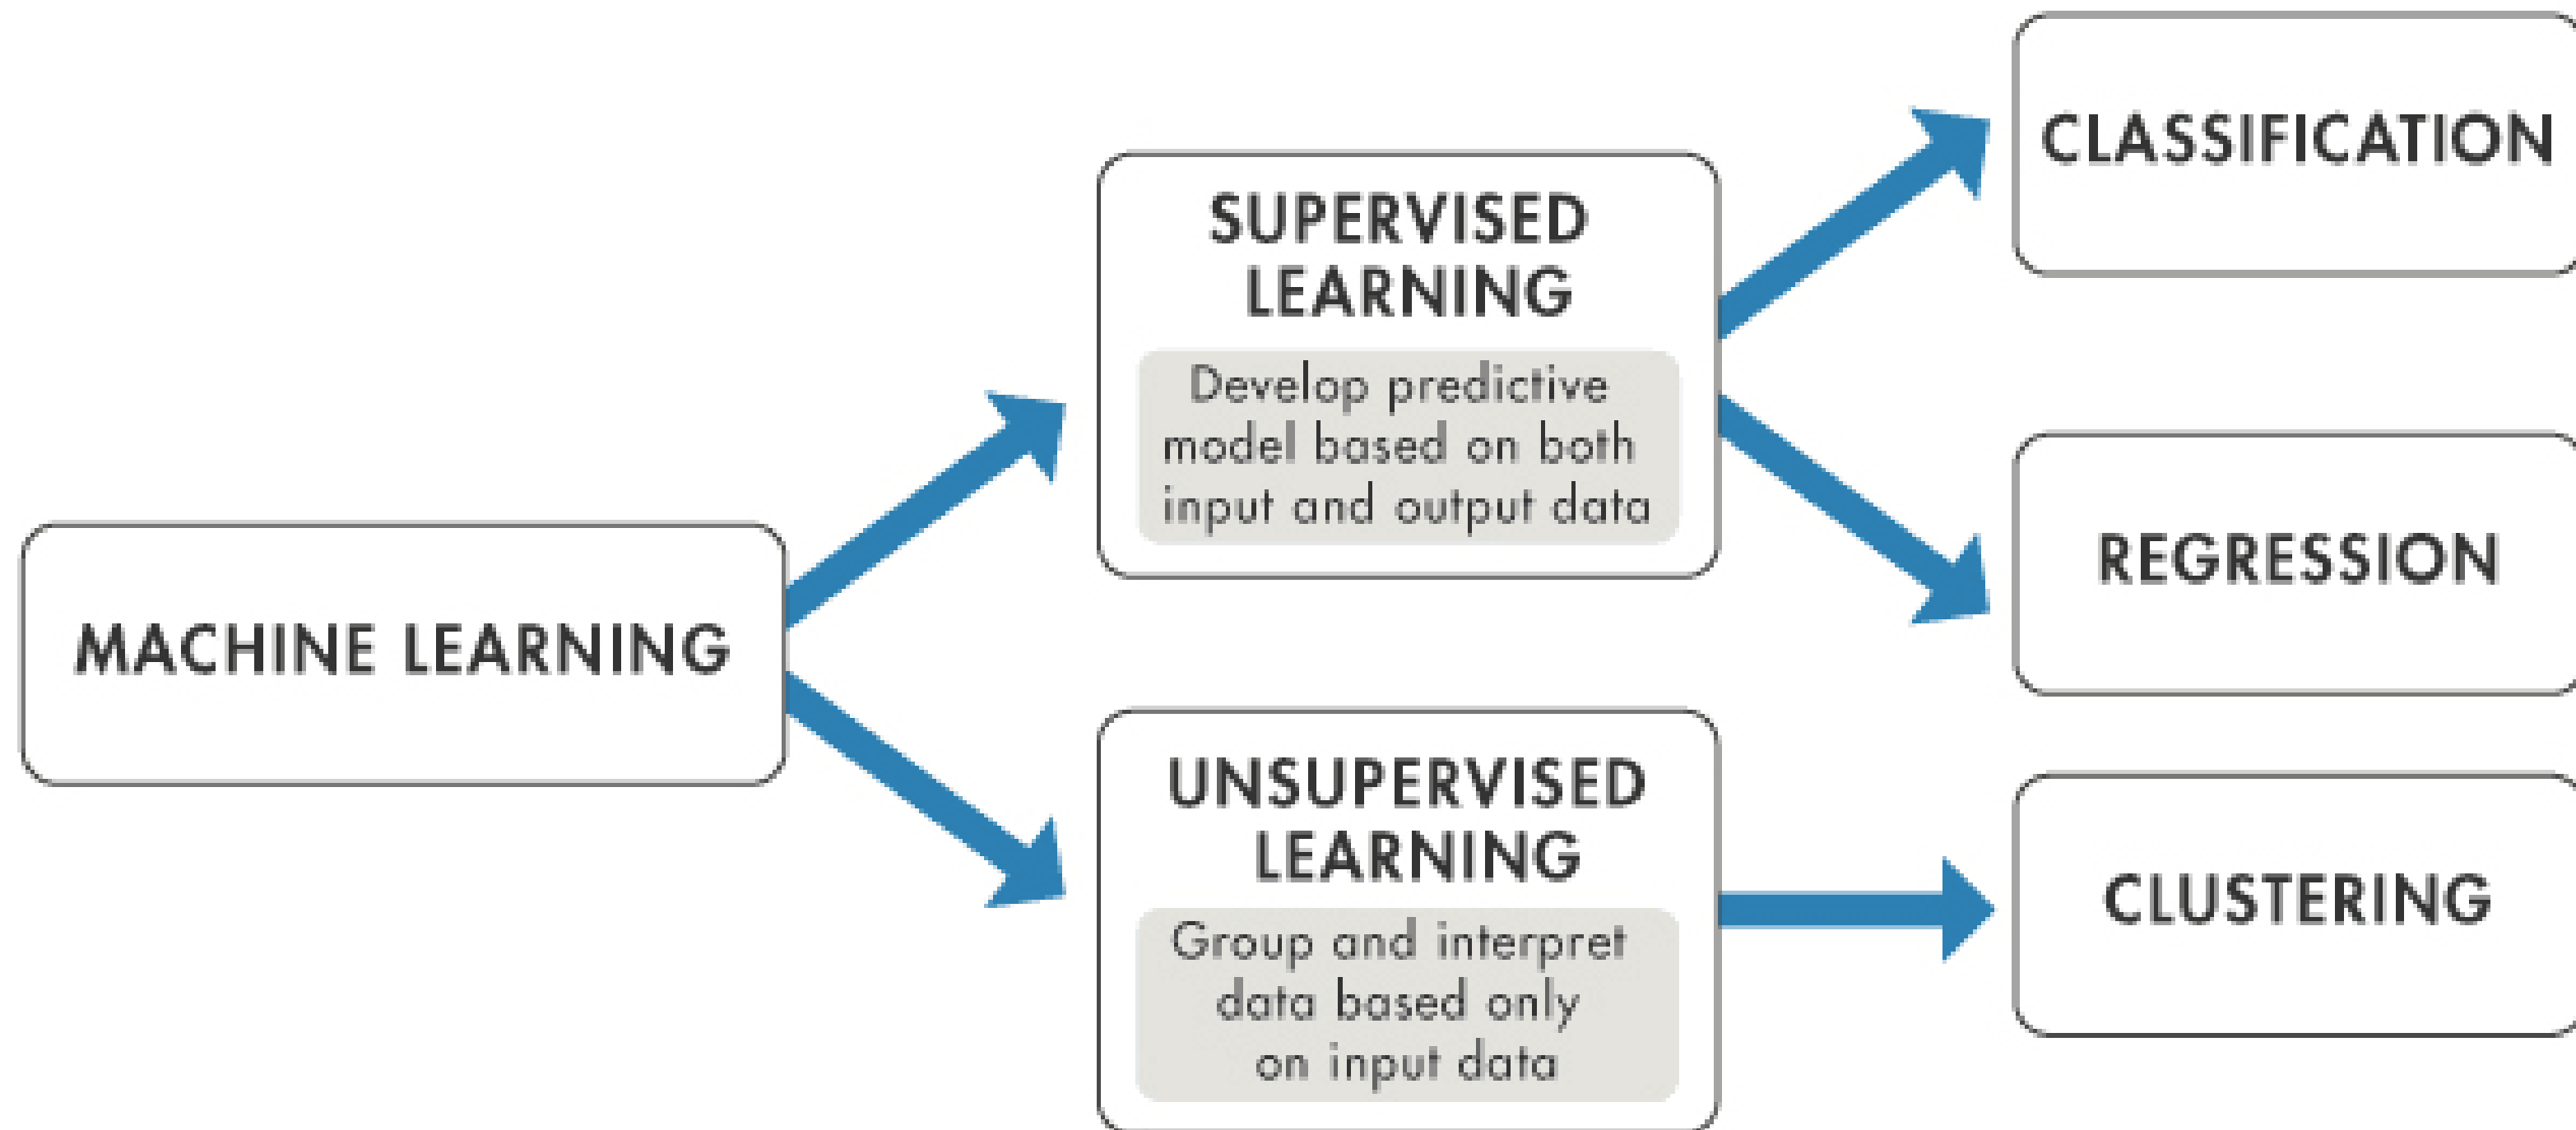 MACHINE LEARNING
SUPERVISED
LEARNING
Develop predictive
model based on both
input and output data
UNSUPERVISED
LEARNING
Group and interpret
data based only
on input data
CLASSIFICATION
REGRESSION
CLUSTERING